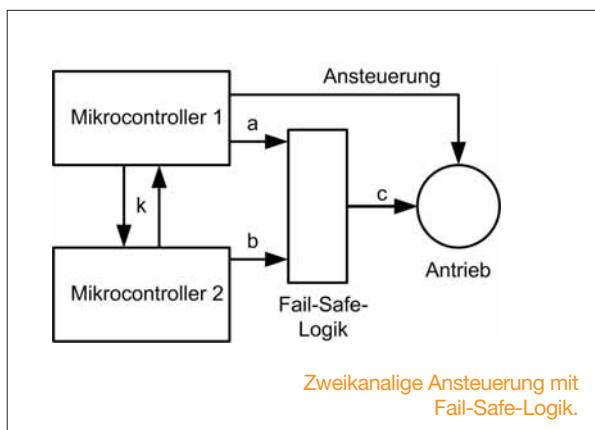 Ansteuerung
Mikrocontroller 1
a
k
c
b
Antrieb
Mikrocontroller 2
Fail-Safe-
Logik
Zweikanalige Ansteuerung mit
Fail-Safe-Logik.